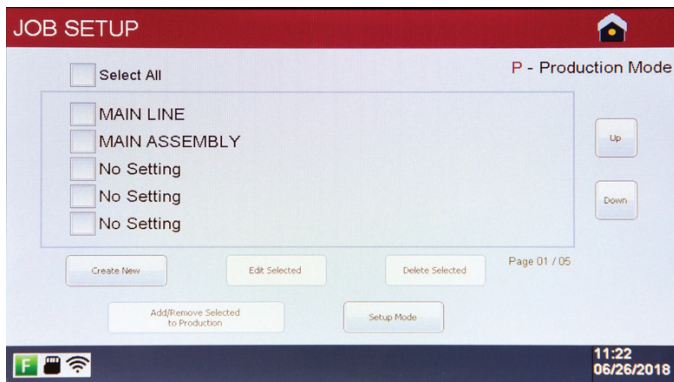 JOB SETUP
Select All
P - Production Mode
MAIN LINE
MAIN ASSEMBLY
No Setting
No Setting
No Setting
Up
Down
Create New
Edit Selected
Delete Selected
Page 01 / 05
Add/Remove Selected
to Production
Setup Mode
F
11:22
06/26/2018